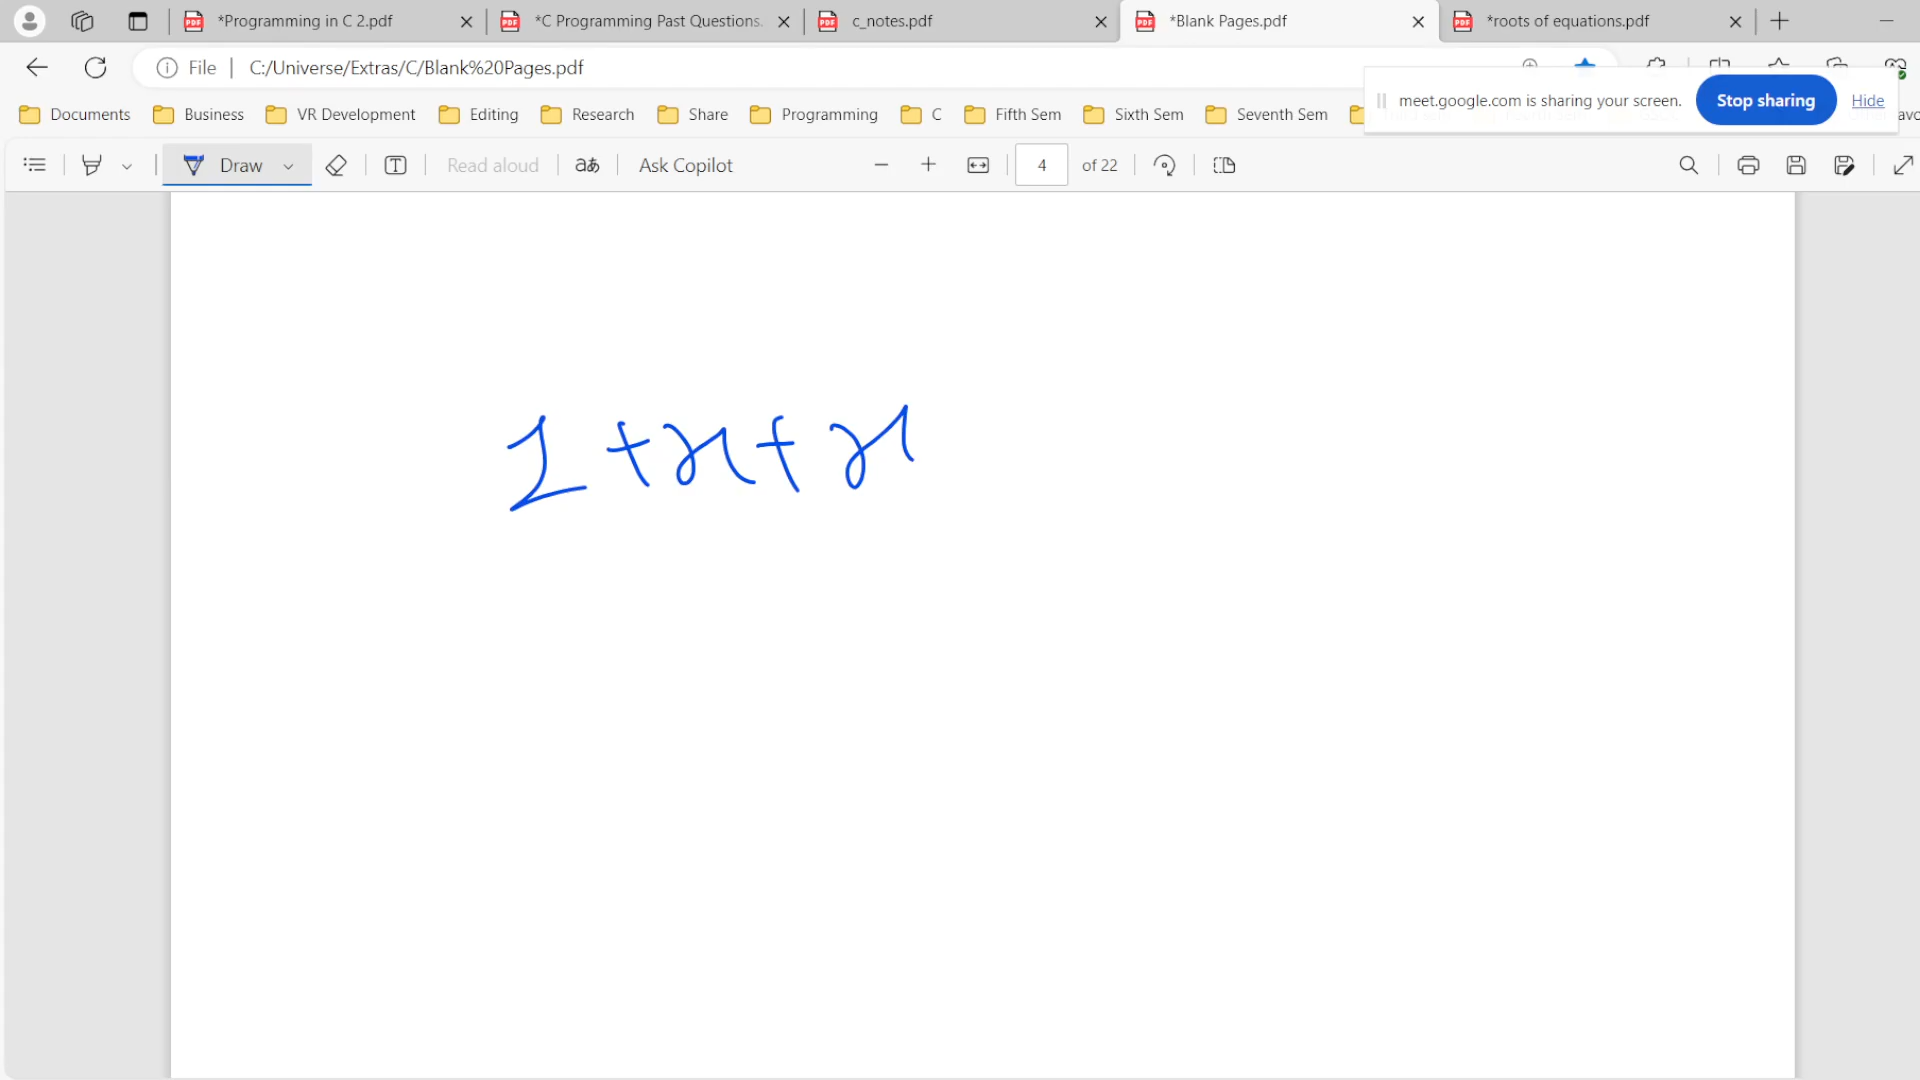 *Programming in C 2.pdf
*C Programming Past Questions.
c_notes.pdf
*Blank Pages.pdf
*roots of equations.pdf
File | C:/Universe/Extras/C/Blank%20Pages.pdf
meet.google.com is sharing your screen. Stop sharing Hide
Documents Business VR Development Editing Research Share Programming C Fifth Sem Sixth Sem Seventh Sem
Draw Read aloud aあ Ask Copilot 4 of 22
1 + x + x